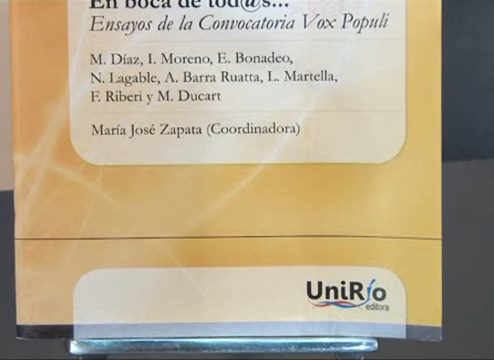 En boca de tod@s...
Ensayos de la Convocatoria Vox Populi
M. Díaz, I. Moreno, E. Bonadeo,
N. Lagable, A. Barra Ruatta, L. Martella,
F. Riberi y M. Ducart
María José Zapata (Coordinadora)
UniRío
editora